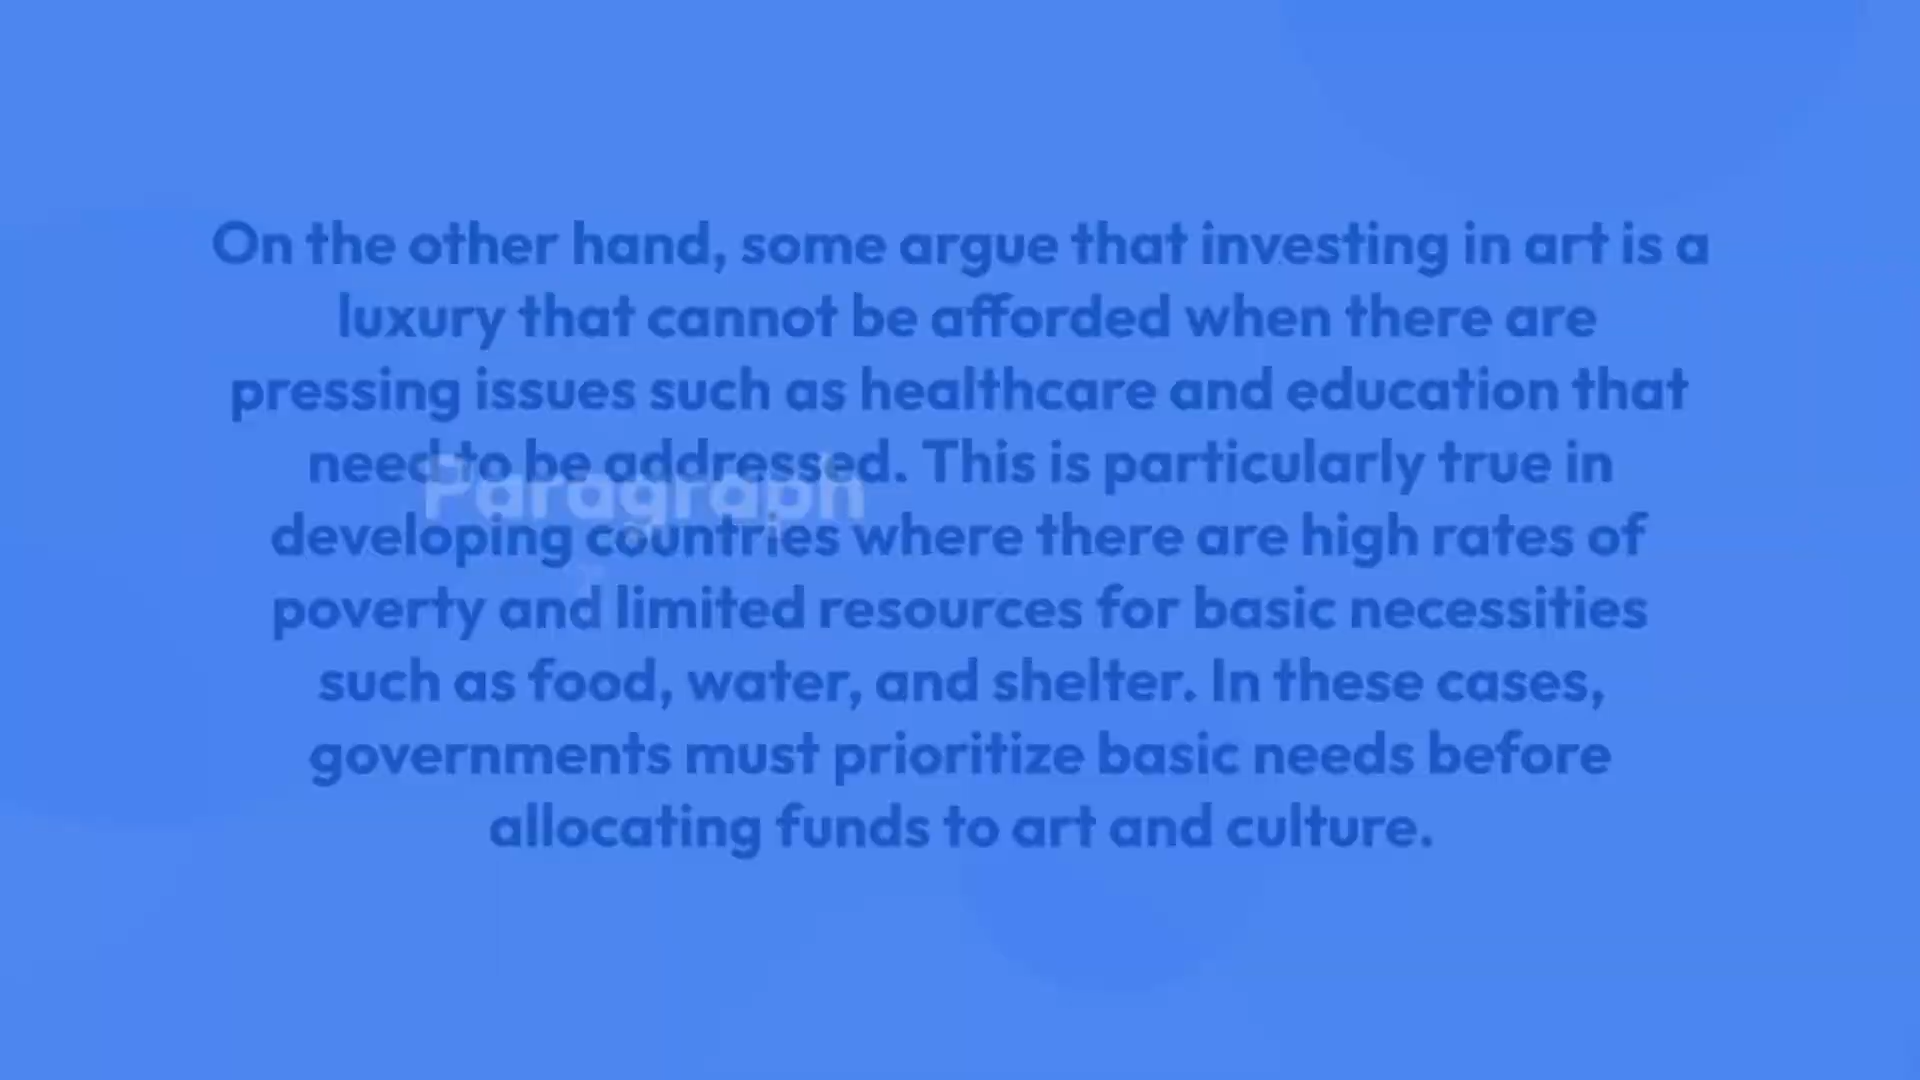 On the other hand, some argue that investing in art is a
luxury that cannot be afforded when there are
pressing issues such as healthcare and education that
need to be addressed. This is particularly true in
Paragraph
developing countries where there are high rates of
poverty and limited resources for basic necessities
such as food, water, and shelter. In these cases,
governments must prioritize basic needs before
allocating funds to art and culture.